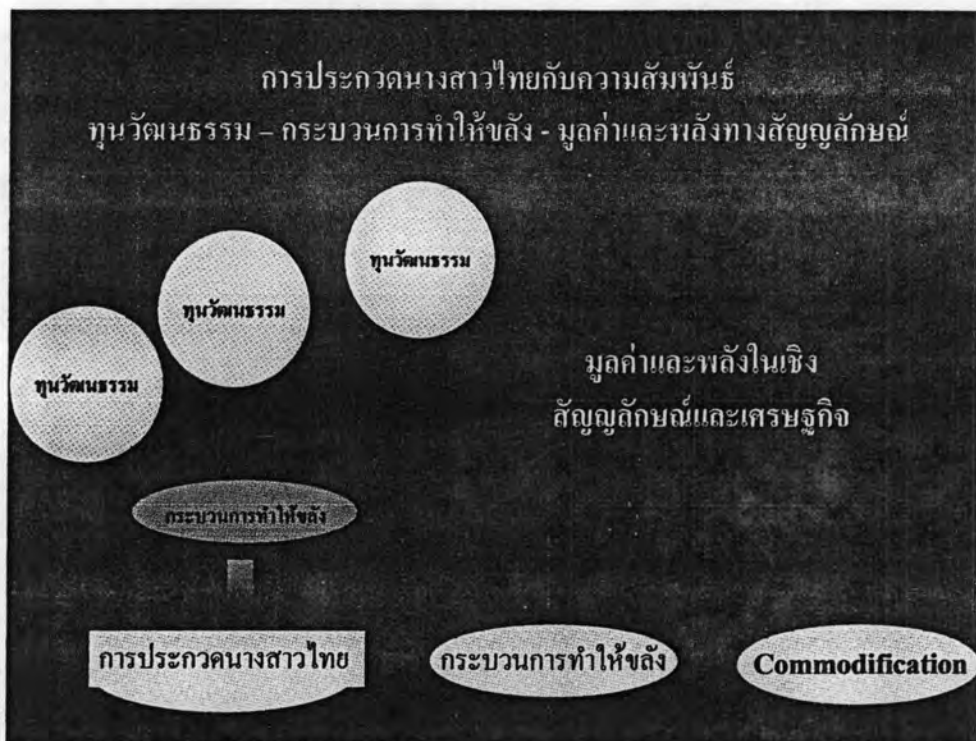 การประกวดนางสาวไทยกับความสัมพันธ์
ทุนวัฒนธรรม – กระบวนการทำให้ขลัง - มูลค่าและพลังทางสัญญลักษณ์
ทุนวัฒนธรรม
ทุนวัฒนธรรม
ทุนวัฒนธรรม
มูลค่าและพลังในเชิง
สัญญลักษณ์และเศรษฐกิจ
กระบวนการทำให้ขลัง
การประกวดนางสาวไทย
กระบวนการทำให้ขลัง
Commodification